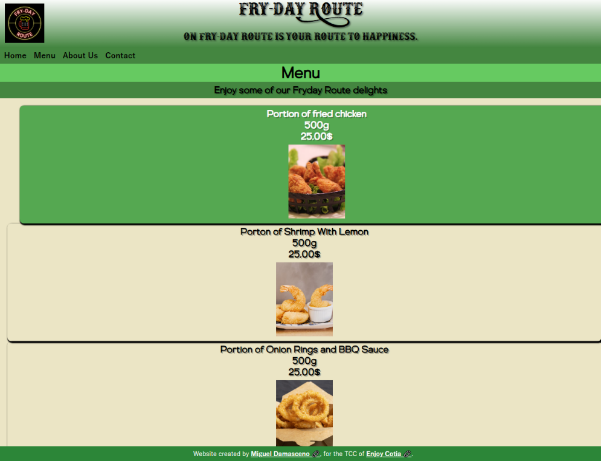 FRY-DAY
ROUTE
FRY-DAY ROUTE
ON FRY-DAY ROUTE IS YOUR ROUTE TO HAPPINESS.
Home Menu About Us Contact
Menu
Enjoy some of our Fryday Route delights
Portion of fried chicken
500g
25.00$
Porton of Shrimp With Lemon
500g
25.00$
Portion of Onion Rings and BBQ Sauce
500g
25.00$
Website created by Miguel Damasceno for the TCC of Enjoy Cotia